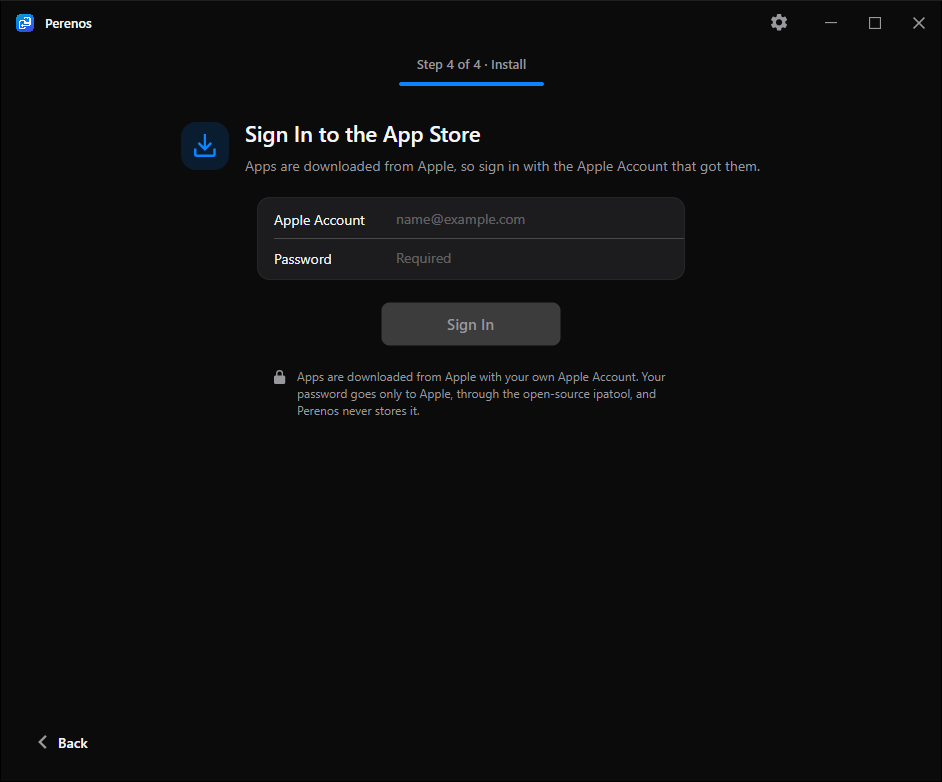 Perenos
Step 4 of 4 · Install
Sign In to the App Store
Apps are downloaded from Apple, so sign in with the Apple Account that got them.
Apple Account name@example.com
Password Required
Sign In
Apps are downloaded from Apple with your own Apple Account. Your
password goes only to Apple, through the open-source ipatool, and
Perenos never stores it.
Back